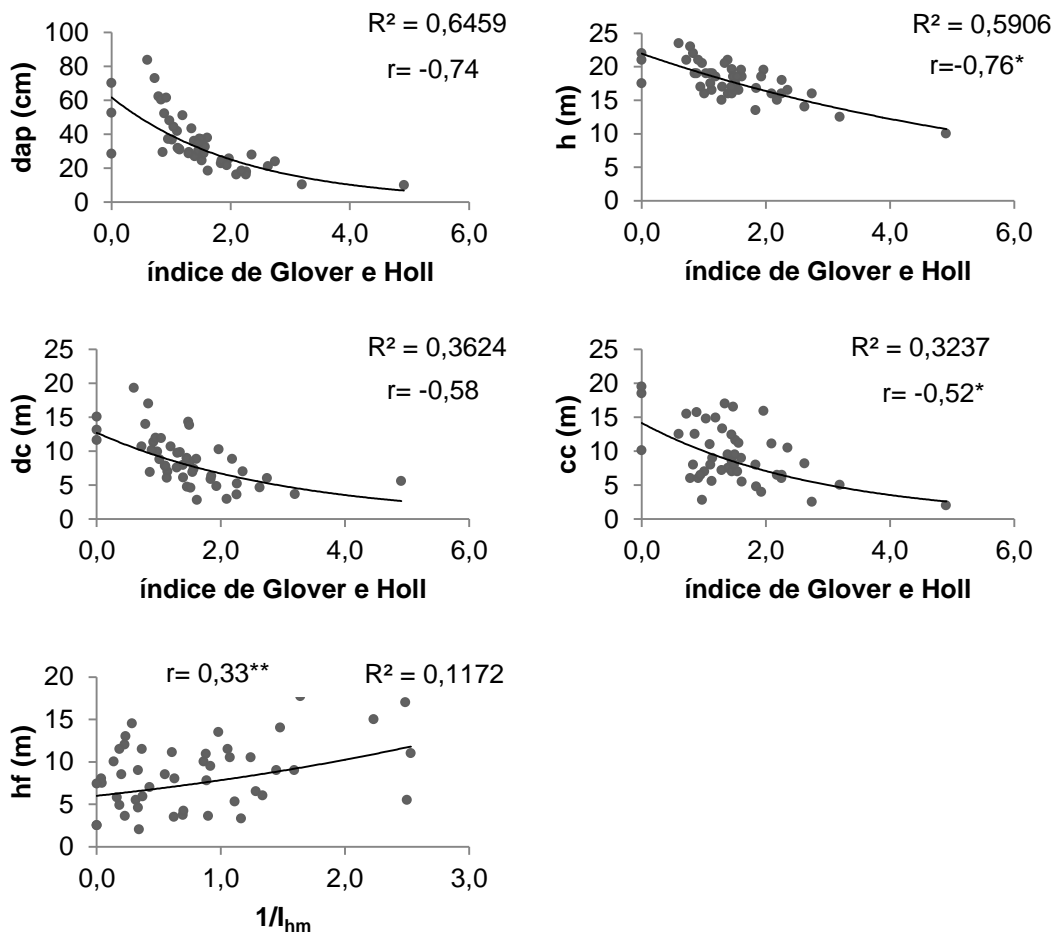 R² = 0,6459
r= -0,74
dap (cm)
100
80
60
40
20
0
0,0 2,0 4,0 6,0
índice de Glover e Holl
R² = 0,5906
r=-0,76*
h (m)
25
20
15
10
5
0
0,0 2,0 4,0 6,0
índice de Glover e Holl
R² = 0,3624
r= -0,58
dc (m)
25
20
15
10
5
0
0,0 2,0 4,0 6,0
índice de Glover e Holl
R² = 0,3237
r= -0,52*
cc (m)
25
20
15
10
5
0
0,0 2,0 4,0 6,0
índice de Glover e Holl
r= 0,33** R² = 0,1172
hf (m)
20
15
10
5
0
0,0 1,0 2,0 3,0
1/Ihm